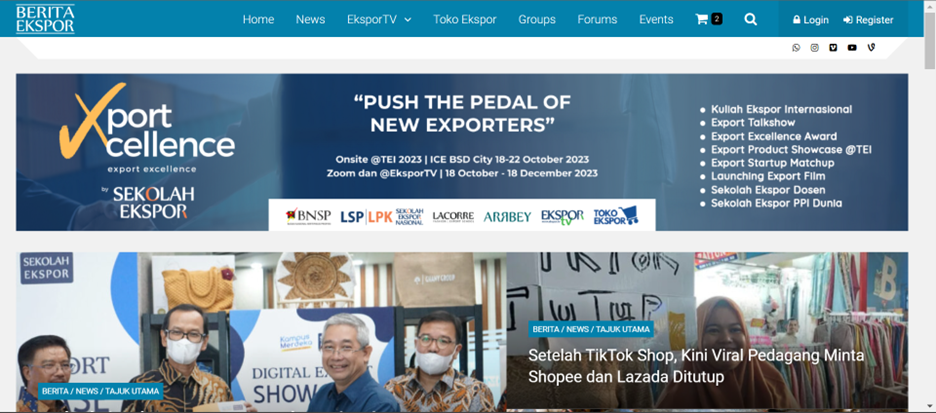 BERITA
EKSPOR
Home News EksporTV Toko Ekspor Groups Forums Events 2 Login Register
Xport
Xcellence
export excellence
by SEKOLAH
EKSPOR
“PUSH THE PEDAL OF
NEW EXPORTERS”
Onsite @TEI 2023 | ICE BSD City 18-22 October 2023
Zoom dan @EksporTV | 18 October - 18 December 2023
BNSP LSP LPK SEKOLAH EKSPOR NASIONAL LACORRE ARRBEY EKSPOR tv TOKO EKSPOR
Kuliah Ekspor Internasional
Export Talkshow
Export Excellence Award
Export Product Showcase @TEI
Export Startup Matchup
Launching Export Film
Sekolah Ekspor Dosen
Sekolah Ekspor PPI Dunia
SEKOLAH
EKSPOR
Kampus
Merdeka
DIGITAL
BERITA / NEWS / TAJUK UTAMA
TIKTOK
BERITA / NEWS / TAJUK UTAMA
Setelah TikTok Shop, Kini Viral Pedagang Minta
Shopee dan Lazada Ditutup